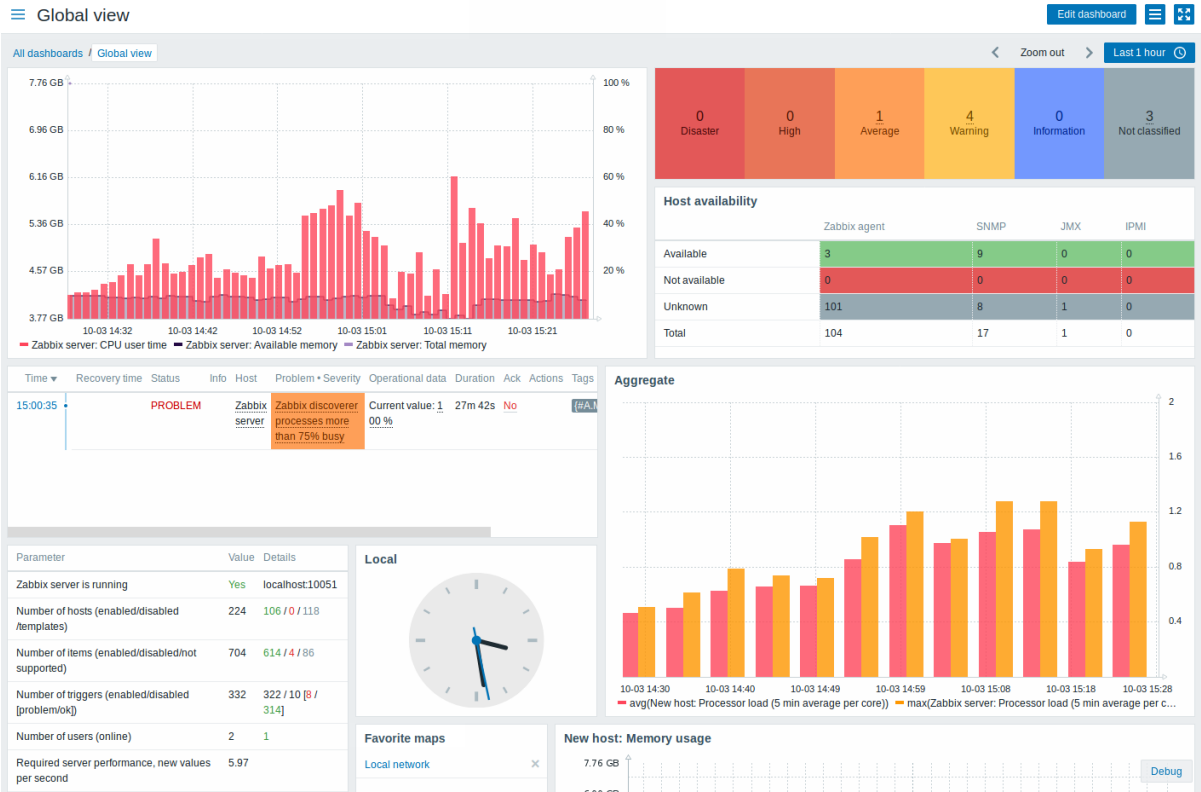 Global view
Edit dashboard
All dashboards / Global view
Zoom out
Last 1 hour
7.76 GB
6.96 GB
6.16 GB
5.36 GB
4.57 GB
3.77 GB
100 %
80 %
60 %
40 %
20 %
10-03 14:32 10-03 14:42 10-03 14:52 10-03 15:01 10-03 15:11 10-03 15:21
Zabbix server: CPU user time Zabbix server: Available memory Zabbix server: Total memory
0 0 1 4 0 3
Disaster High Average Warning Information Not classified
Host availability
Zabbix agent SNMP JMX IPMI
Available 3 9 0 0
Not available 0 0 0 0
Unknown 101 8 1 0
Total 104 17 1 0
Time Recovery time Status Info Host Problem • Severity Operational data Duration Ack Actions Tags
15:00:35 PROBLEM Zabbix Zabbix discoverer Current value: 1 27m 42s No {#A.M
server processes more 00 %
than 75% busy
Aggregate
2
1.6
1.2
0.8
0.4
10-03 14:30 10-03 14:40 10-03 14:49 10-03 14:59 10-03 15:08 10-03 15:18 10-03 15:28
avg(New host: Processor load (5 min average per core)) max(Zabbix server: Processor load (5 min average per c...
Parameter Value Details
Zabbix server is running Yes localhost:10051
Number of hosts (enabled/disabled 224 106 / 0 / 118
/templates)
Number of items (enabled/disabled/not 704 614 / 4 / 86
supported)
Number of triggers (enabled/disabled 332 322 / 10 [8 /
[problem/ok]) 314]
Number of users (online) 2 1
Required server performance, new values 5.97
per second
Local
Favorite maps
Local network
New host: Memory usage
7.76 GB
Debug